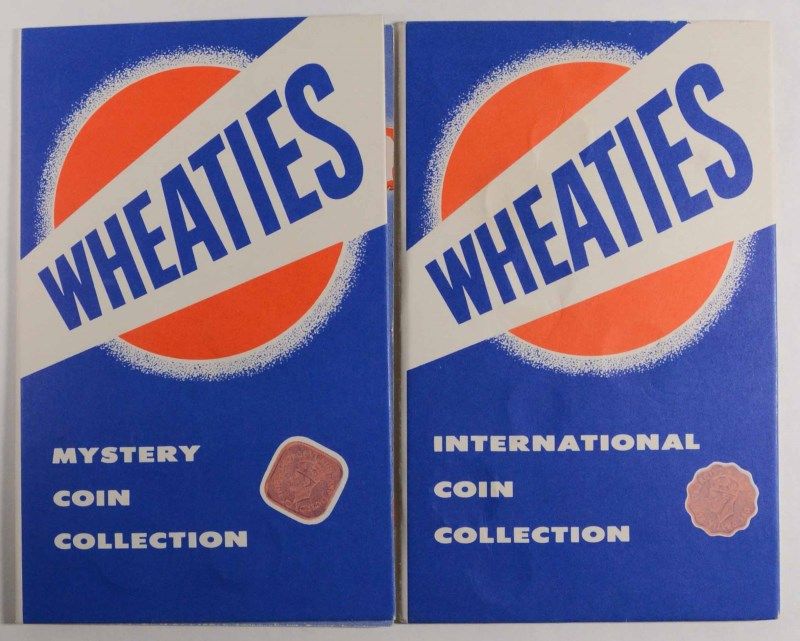 WHEATIES
MYSTERY
COIN
COLLECTION
WHEATIES
INTERNATIONAL
COIN
COLLECTION